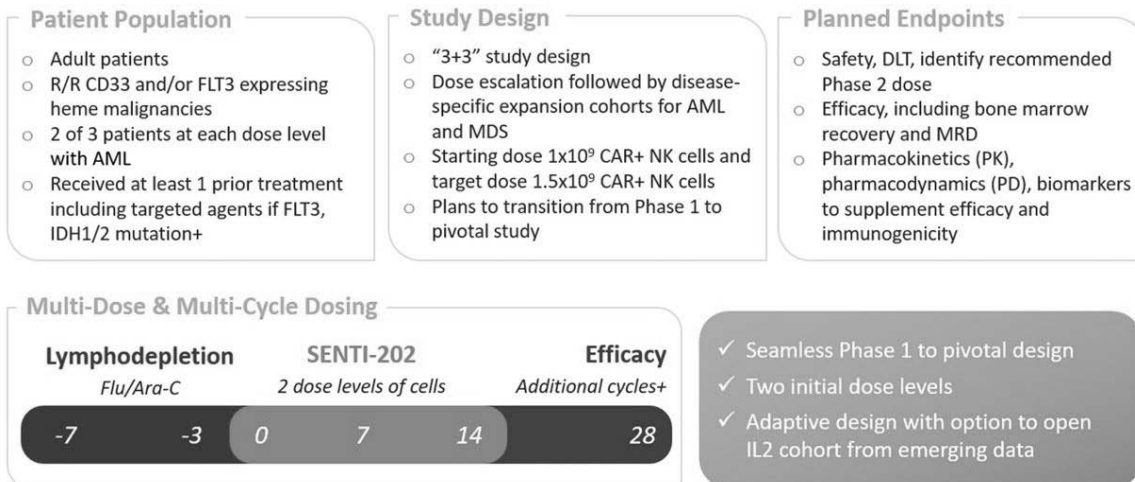 Patient Population
○ Adult patients
○ R/R CD33 and/or FLT3 expressing
heme malignancies
○ 2 of 3 patients at each dose level
with AML
○ Received at least 1 prior treatment
including targeted agents if FLT3,
IDH1/2 mutation+
Study Design
○ “3+3” study design
○ Dose escalation followed by disease-
specific expansion cohorts for AML
and MDS
○ Starting dose 1x10⁹ CAR+ NK cells and
target dose 1.5x10⁹ CAR+ NK cells
○ Plans to transition from Phase 1 to
pivotal study
Planned Endpoints
○ Safety, DLT, identify recommended
Phase 2 dose
○ Efficacy, including bone marrow
recovery and MRD
○ Pharmacokinetics (PK),
pharmacodynamics (PD), biomarkers
to supplement efficacy and
immunogenicity
Multi-Dose & Multi-Cycle Dosing
Lymphodepletion SENTI-202 Efficacy
Flu/Ara-C 2 dose levels of cells Additional cycles+
-7 -3 0 7 14 28
✓ Seamless Phase 1 to pivotal design
✓ Two initial dose levels
✓ Adaptive design with option to open
IL2 cohort from emerging data